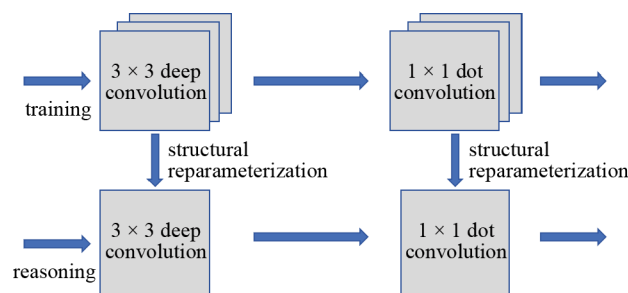 3 × 3 deep
convolution
1 × 1 dot
convolution
training
structural
reparameterization
structural
reparameterization
3 × 3 deep
convolution
1 × 1 dot
convolution
reasoning